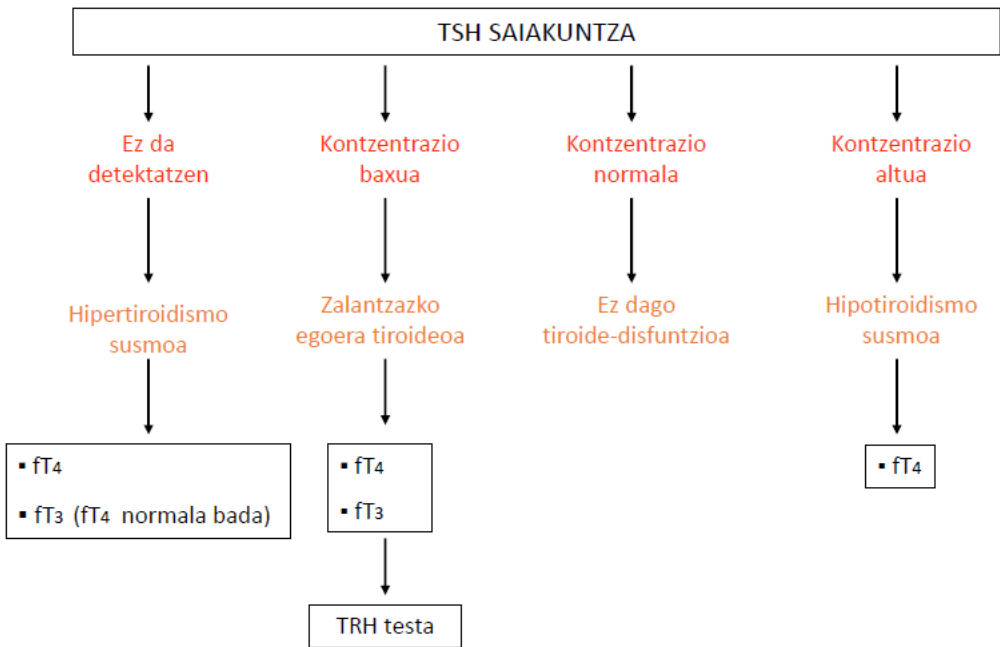 TSH SAIAKUNTZA
Ez da
detektatzen
Kontzentrazio
baxua
Kontzentrazio
normala
Kontzentrazio
altua
Hipertiroidismo
susmoa
Zalantzazko
egoera tiroideoa
Ez dago
tiroide-disfuntzioa
Hipotiroidismo
susmoa
▪ fT4
▪ fT3 (fT4 normala bada)
▪ fT4
▪ fT3
▪ fT4
TRH testa